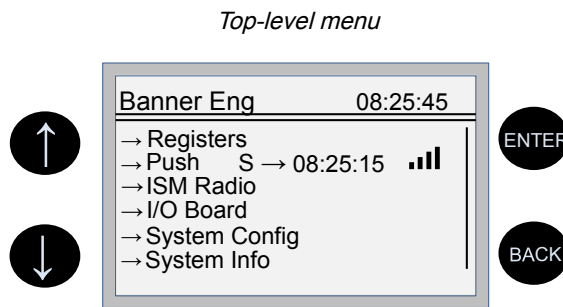 Top-level menu
Banner Eng 08:25:45
→ Registers
→ Push S → 08:25:15
→ ISM Radio
→ I/O Board
→ System Config
→ System Info
↑
↓
ENTER
BACK